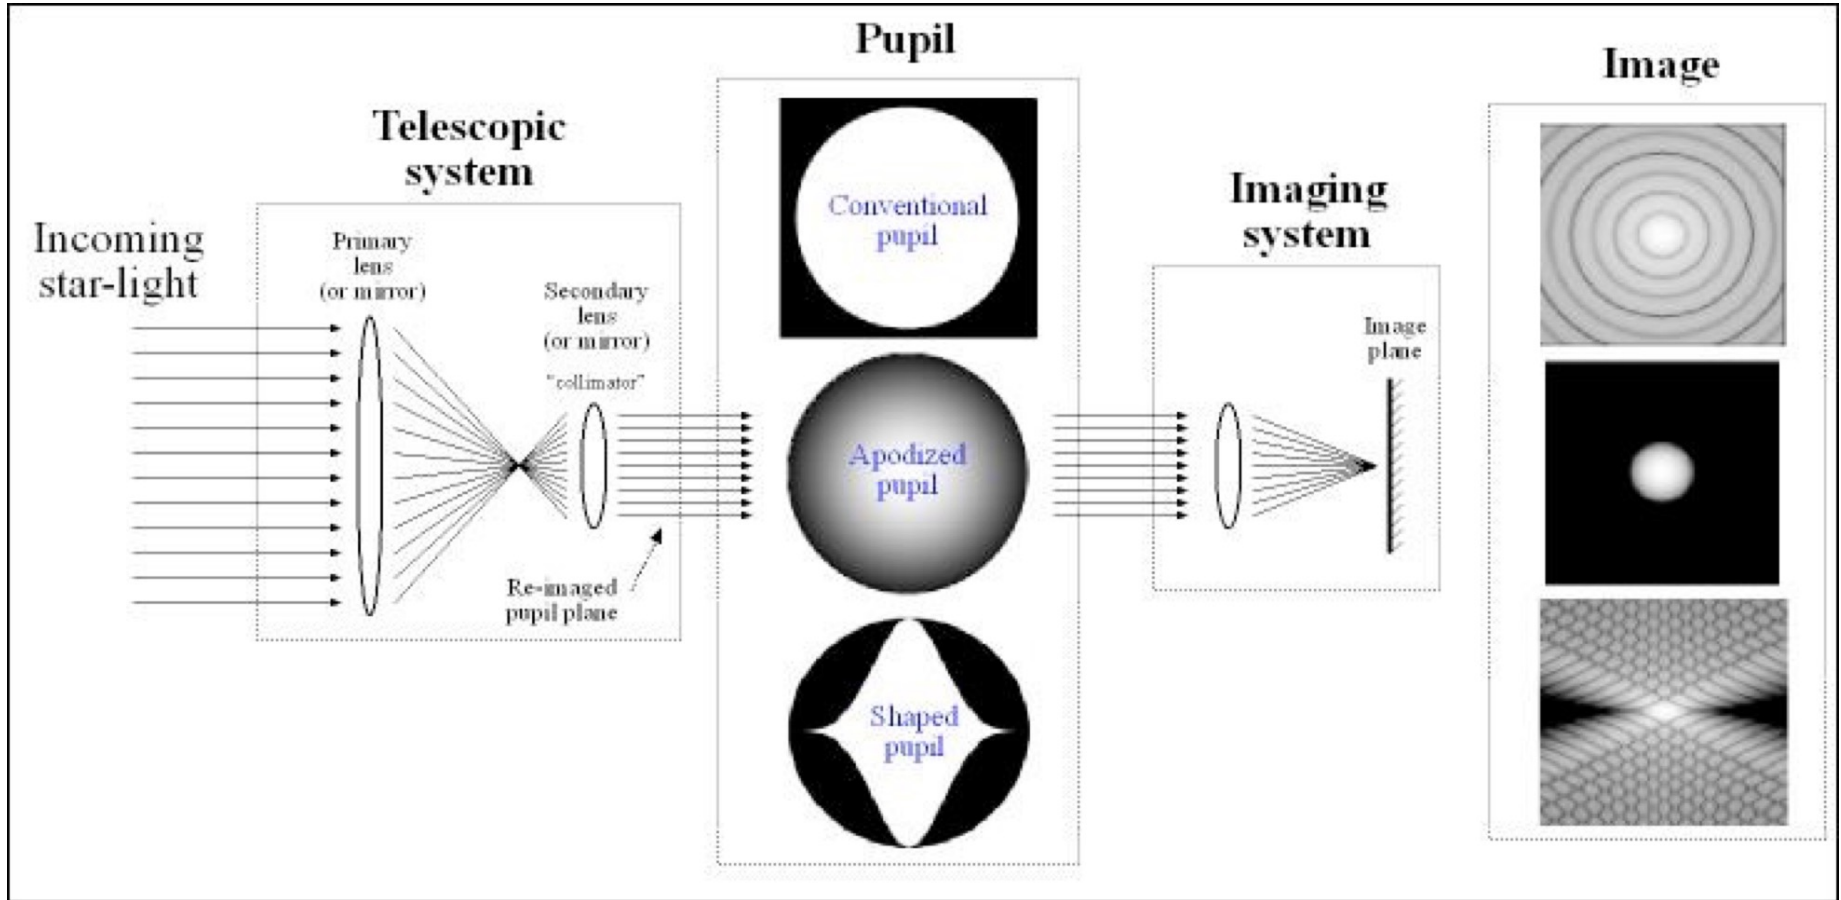 Incoming
star-light
Telescopic
system
Primary
lens
(or mirror)
Secondary
lens
(or mirror)
"collimator"
Re-imaged
pupil plane
Pupil
Conventional
pupil
Apodized
pupil
Shaped
pupil
Imaging
system
Image
plane
Image